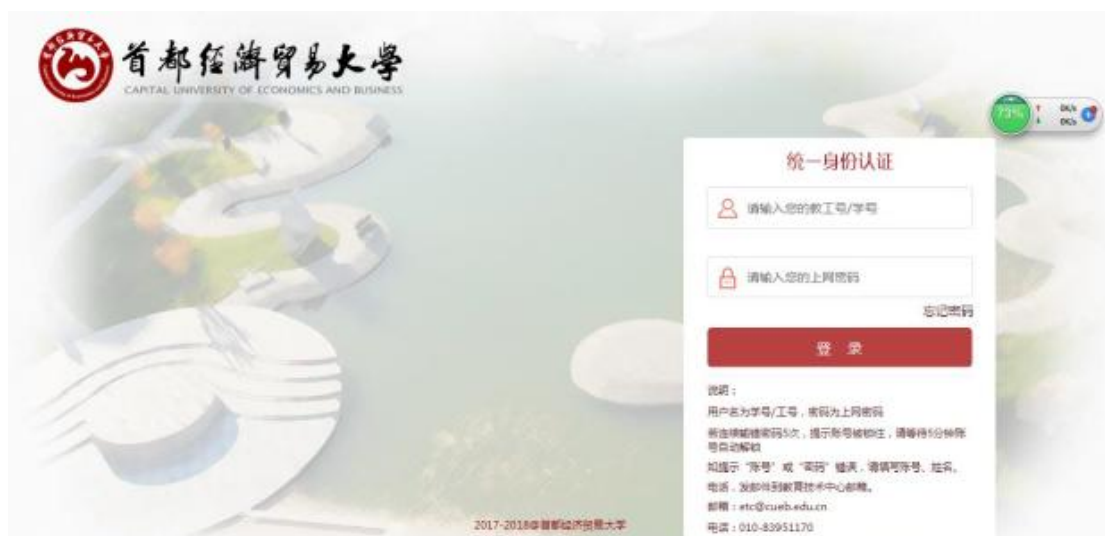 首都经济贸易大学
CAPITAL UNIVERSITY OF ECONOMICS AND BUSINESS
73%
0K/s
0K/s
统一身份认证
请输入您的教工号/学号
请输入您的上网密码
忘记密码
登 录
说明：
用户名为学号/工号，密码为上网密码
若连续输错密码5次，提示账号被锁住，请等待5分钟账
号自动解锁
如提示“账号”或“密码”错误，请填写账号、姓名、
电话，发邮件到教育技术中心邮箱。
邮箱：etc@cueb.edu.cn
电话：010-83951170
2017-2018@首都经济贸易大学